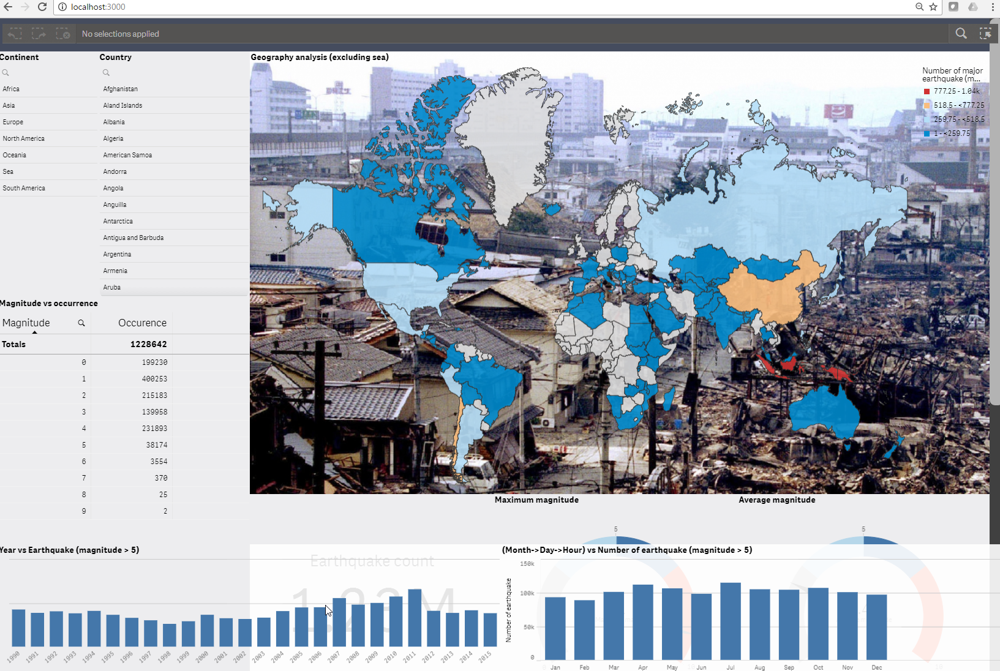 localhost:3000
No selections applied
Continent
Africa
Asia
Europe
North America
Oceania
Sea
South America
Country
Afghanistan
Aland Islands
Albania
Algeria
American Samoa
Andorra
Angola
Anguilla
Antarctica
Antigua and Barbuda
Argentina
Armenia
Aruba
Geography analysis (excluding sea)
Number of major
earthquake (m...
777.25 - 1.04k
518.5 - <777.25
259.75 - <518.5
1 - <259.75
Magnitude vs occurrence
Magnitude Occurence
Totals 1228642
0 199230
1 400253
2 215183
3 139958
4 231893
5 38174
6 3554
7 370
8 25
9 2
Maximum magnitude
5
Average magnitude
5
Year vs Earthquake (magnitude > 5)
Earthquake count
1.23M
1990 1991 1992 1993 1994 1995 1996 1997 1998 1999 2000 2001 2002 2003 2004 2005 2006 2007 2008 2009 2010 2011 2012 2013 2014 2015
(Month->Day->Hour) vs Number of earthquake (magnitude > 5)
Number of earthquake
150k
100k
50k
0
Jan Feb Mar Apr May Jun Jul Aug Sep Oct Nov Dec
0 10 10